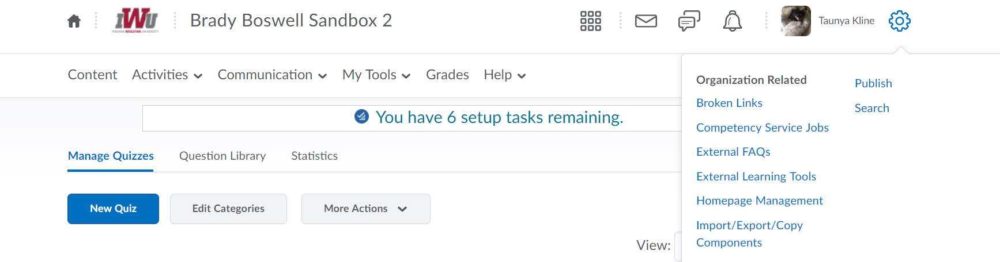 IWU
INDIANA WESLEYAN UNIVERSITY
Brady Boswell Sandbox 2
Taunya Kline
Content Activities Communication My Tools Grades Help
You have 6 setup tasks remaining.
Manage Quizzes Question Library Statistics
New Quiz Edit Categories More Actions
View:
Organization Related
Broken Links
Competency Service Jobs
External FAQs
External Learning Tools
Homepage Management
Import/Export/Copy
Components
Publish
Search